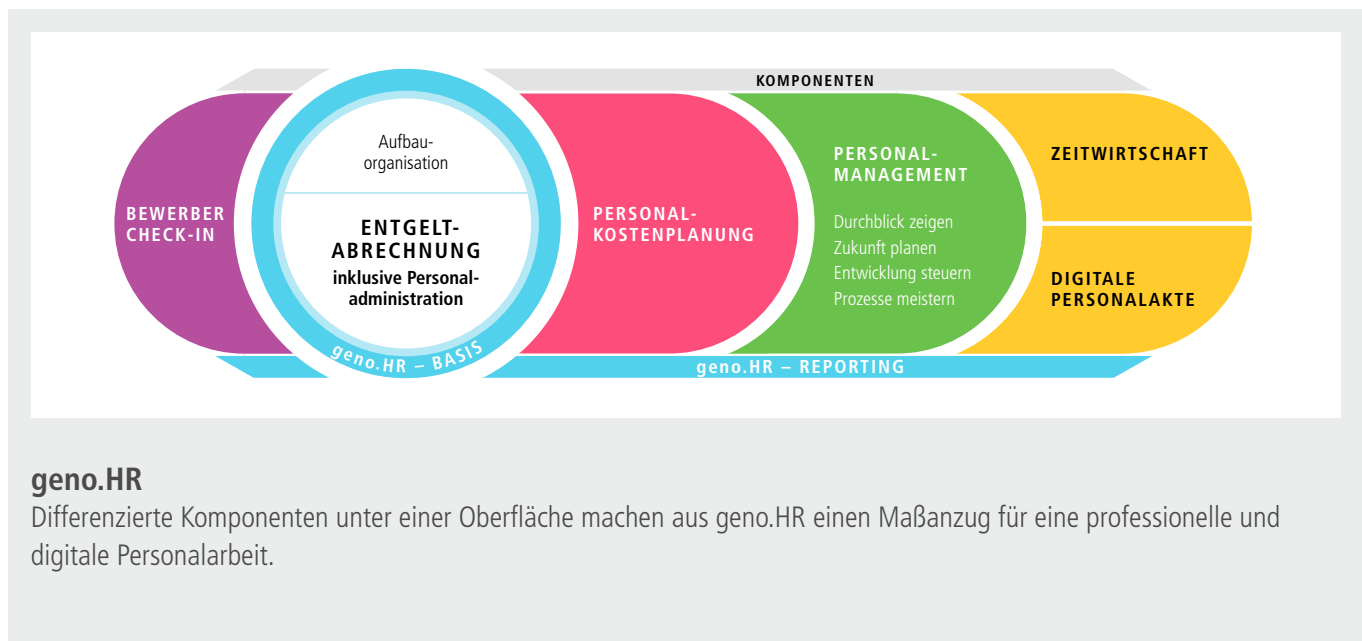 KOMPONENTEN
BEWERBER
CHECK-IN
Aufbau-
organisation
ENTGELT-
ABRECHNUNG
inklusive Personal-
administration
geno.HR – BASIS
PERSONAL-
KOSTENPLANUNG
PERSONAL-
MANAGEMENT
Durchblick zeigen
Zukunft planen
Entwicklung steuern
Prozesse meistern
ZEITWIRTSCHAFT
DIGITALE
PERSONALAKTE
geno.HR – REPORTING
geno.HR
Differenzierte Komponenten unter einer Oberfläche machen aus geno.HR einen Maßanzug für eine professionelle und
digitale Personalarbeit.